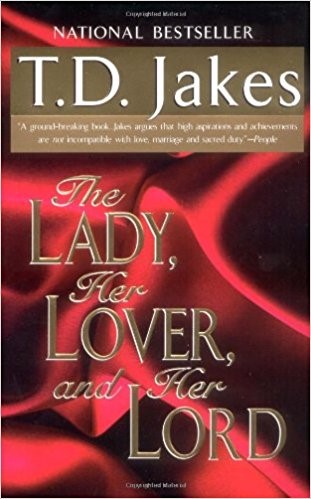 NATIONAL BESTSELLER
T.D. Jakes
"A ground-breaking book. Jakes argues that high aspirations and achievements
are not incompatible with love, marriage and sacred duty."—People
The
LADY,
Her
LOVER,
and Her
LORD